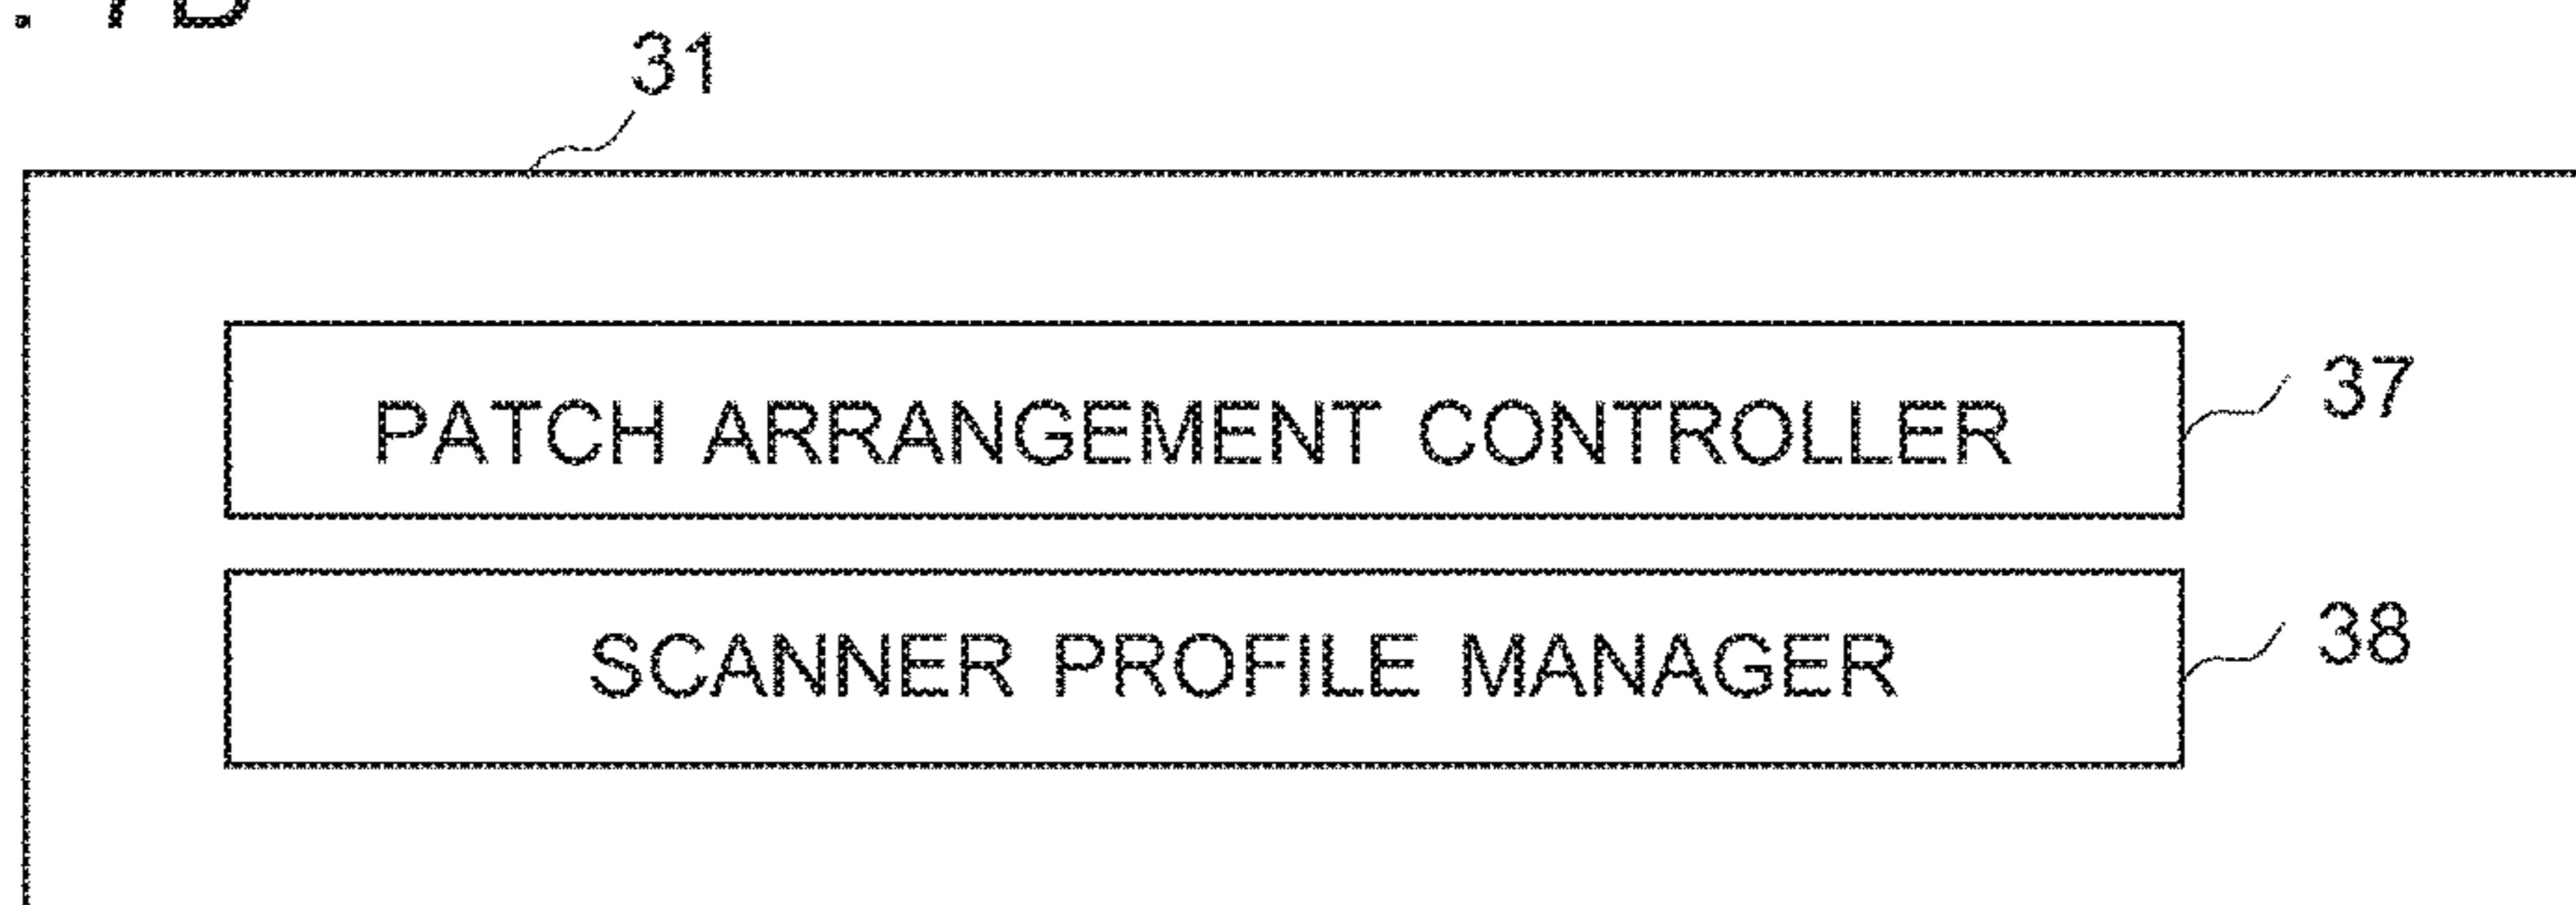 31
PATCH ARRANGEMENT CONTROLLER 37
SCANNER PROFILE MANAGER 38